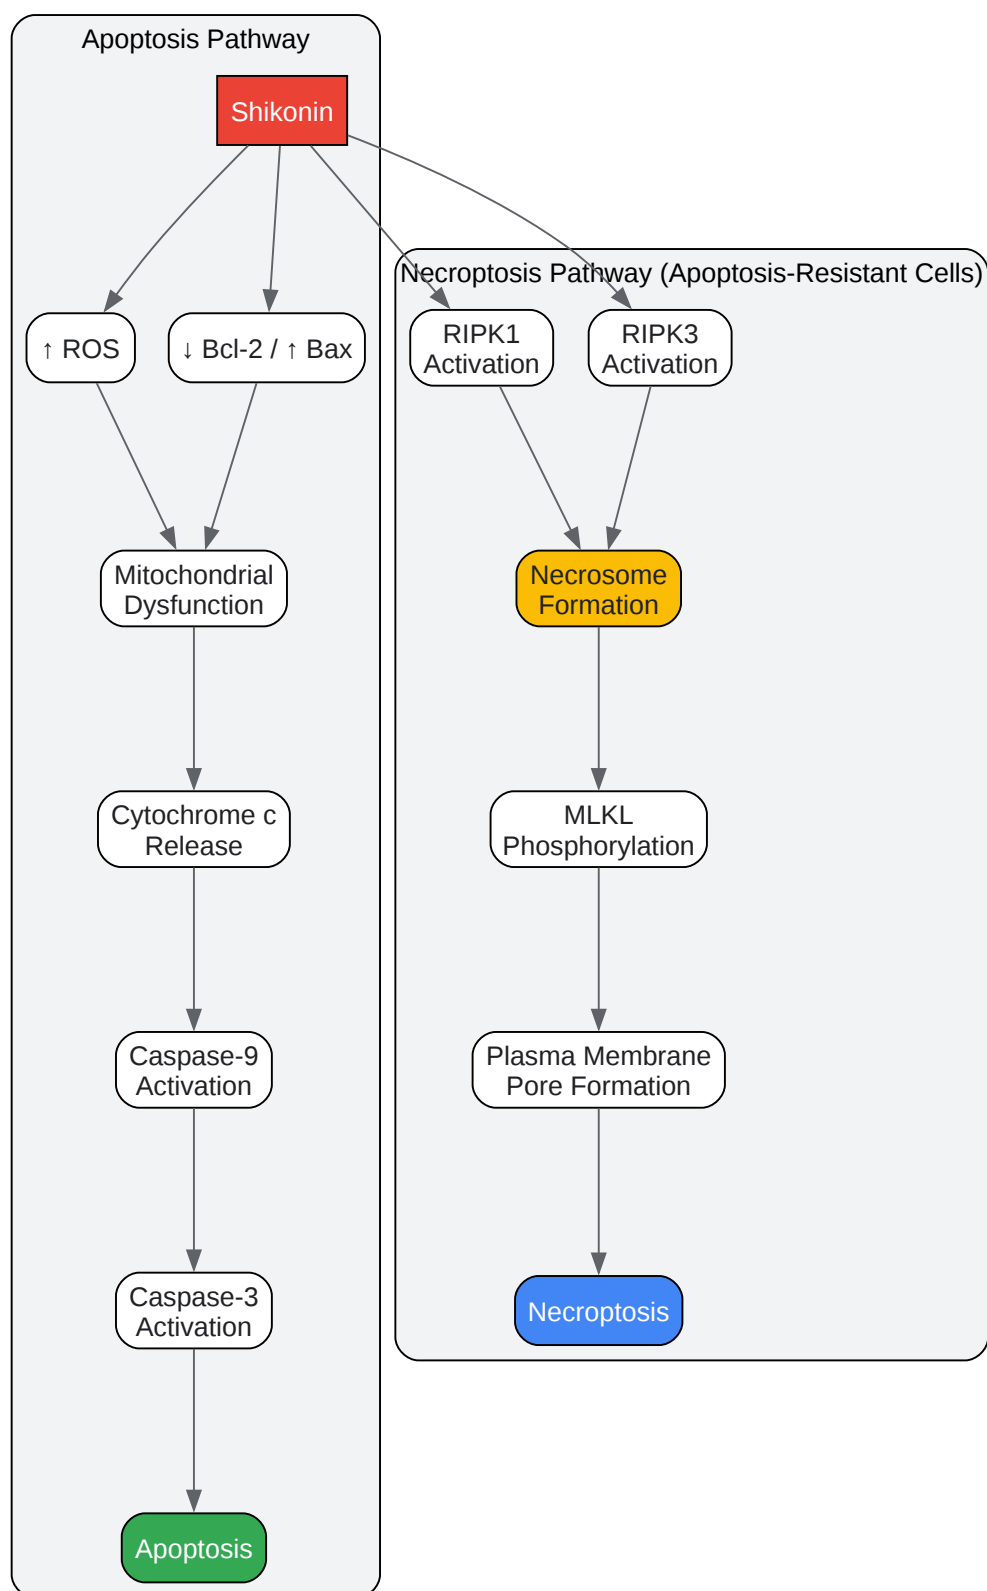 Apoptosis Pathway
Shikonin
Necroptosis Pathway (Apoptosis-Resistant Cells)
↑ ROS
↓ Bcl-2 / ↑ Bax
RIPK1
Activation
RIPK3
Activation
Mitochondrial
Dysfunction
Necrosome
Formation
Cytochrome c
Release
MLKL
Phosphorylation
Caspase-9
Activation
Plasma Membrane
Pore Formation
Caspase-3
Activation
Necroptosis
Apoptosis